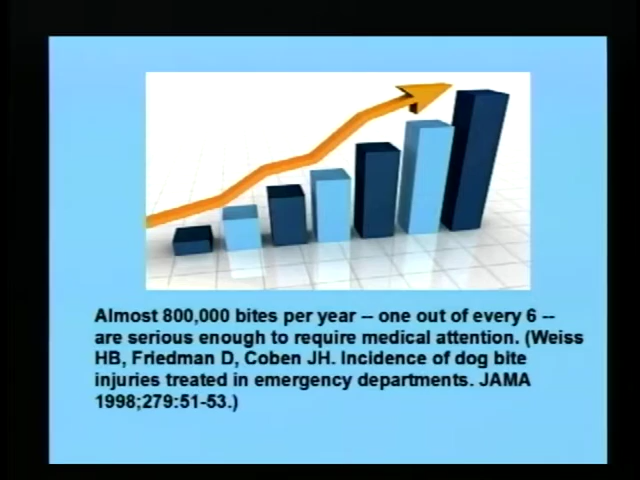 Almost 800,000 bites per year -- one out of every 6 --
are serious enough to require medical attention. (Weiss
HB, Friedman D, Coben JH. Incidence of dog bite
injuries treated in emergency departments. JAMA
1998;279:51-53.)